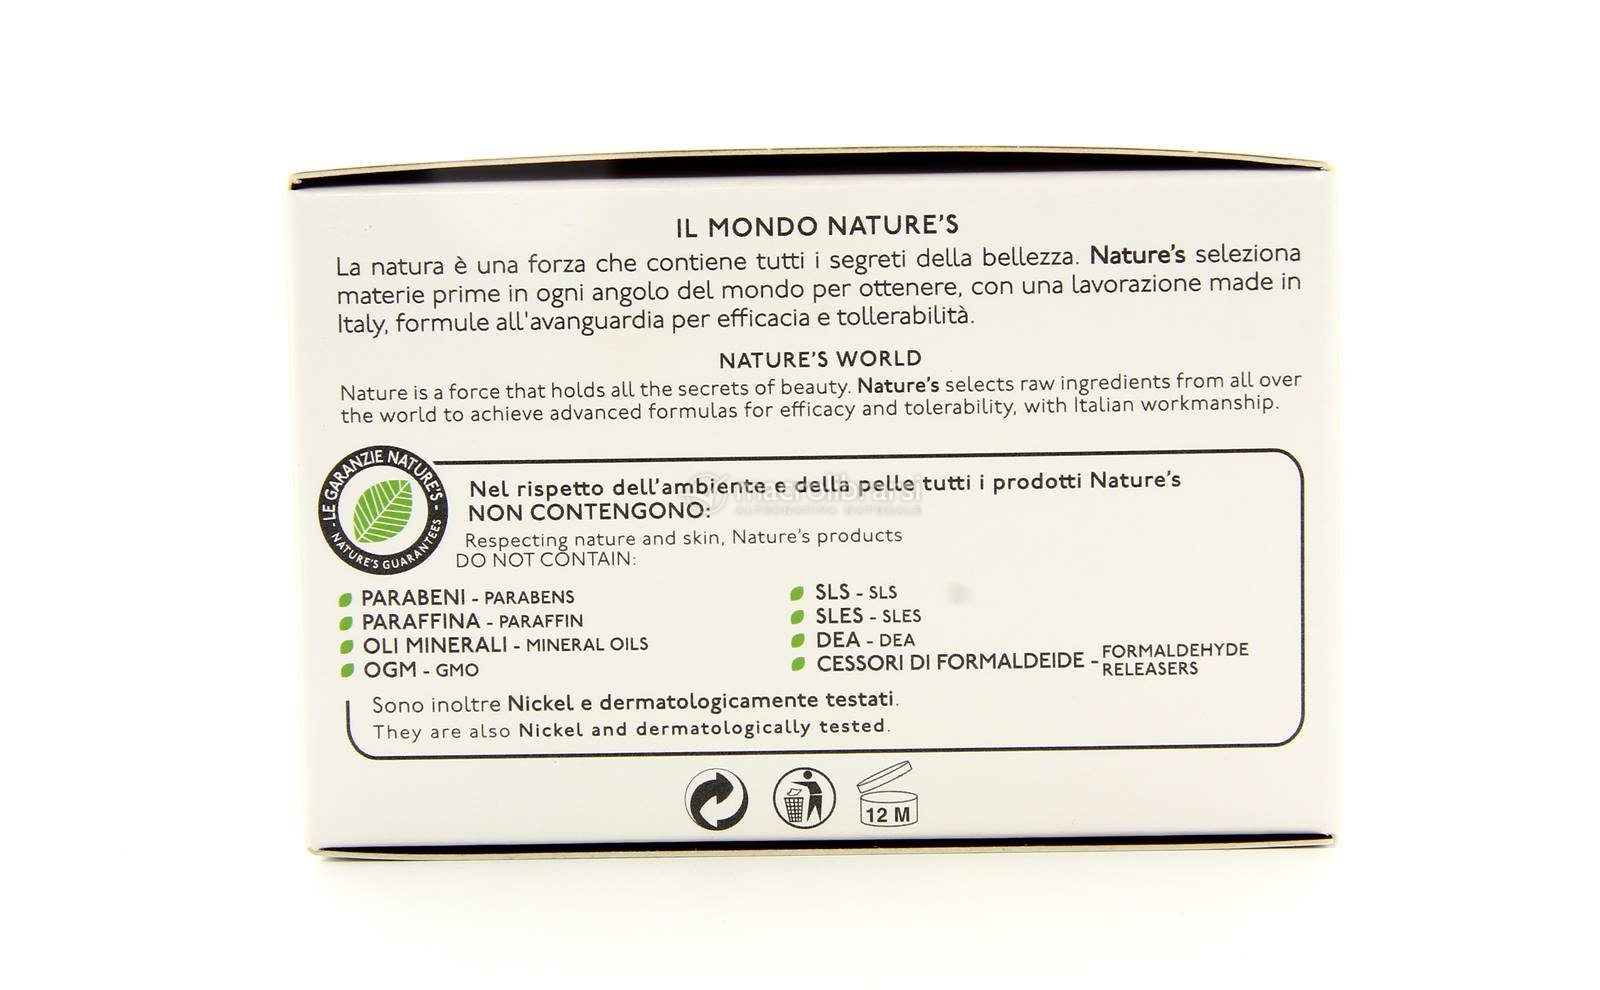 IL MONDO NATURE'S
La natura è una forza che contiene tutti i segreti della bellezza. Nature's seleziona
materie prime in ogni angolo del mondo per ottenere, con una lavorazione made in
Italy, formule all'avanguardia per efficacia e tollerabilità.
NATURE'S WORLD
Nature is a force that holds all the secrets of beauty. Nature's selects raw ingredients from all over
the world to achieve advanced formulas for efficacy and tolerability, with Italian workmanship.
- LE GARANZIE NATURE'S -
NATURE'S GUARANTEES
Nel rispetto dell'ambiente e della pelle tutti i prodotti Nature's
NON CONTENGONO:
macrolibrarsi
ALTERNATIVA NATURALE
Respecting nature and skin, Nature's products
DO NOT CONTAIN:
PARABENI - PARABENS
PARAFFINA - PARAFFIN
OLI MINERALI - MINERAL OILS
OGM - GMO
SLS - SLS
SLES - SLES
DEA - DEA
CESSORI DI FORMALDEIDE - FORMALDEHYDE
RELEASERS
Sono inoltre Nickel e dermatologicamente testati.
They are also Nickel and dermatologically tested.
12 M